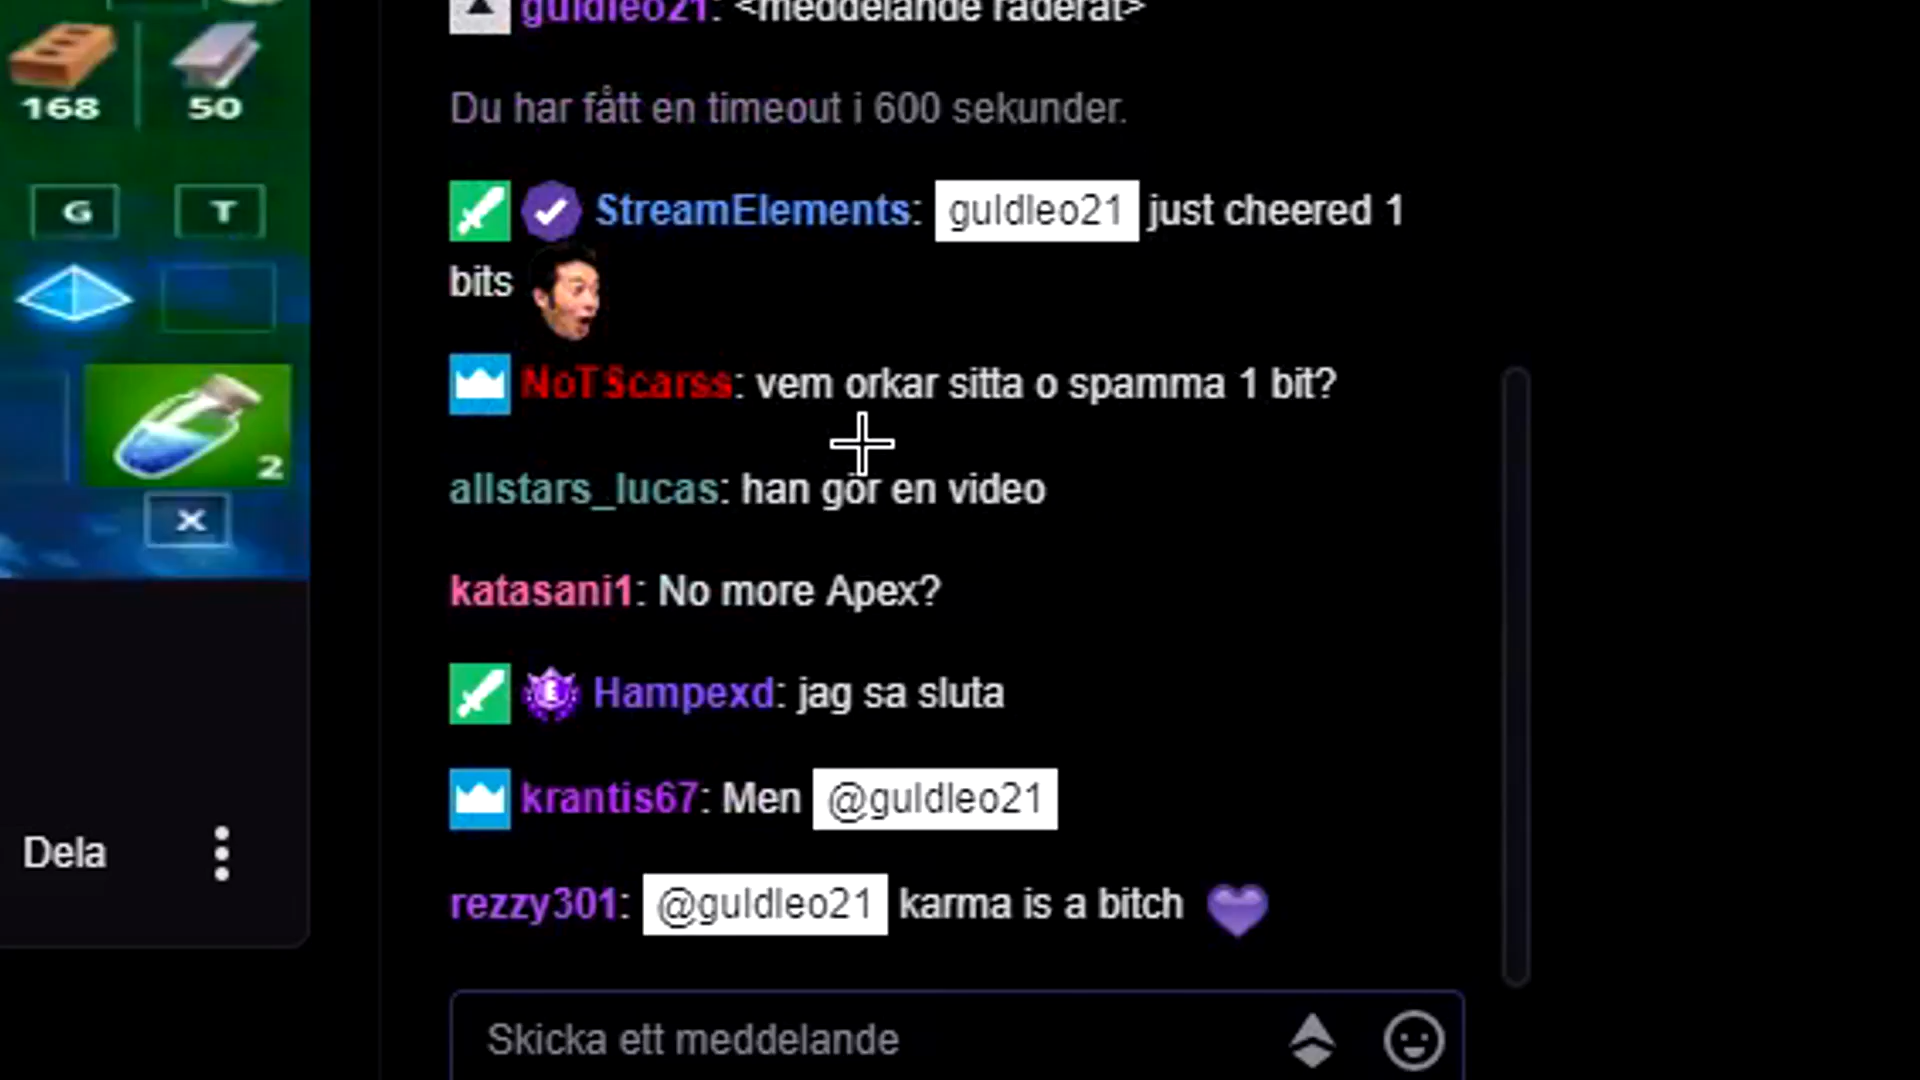 guldleo21: <meddelande raderat>
168
50
Du har fått en timeout i 600 sekunder.
G
T
StreamElements: guldleo21 just cheered 1
bits
NoTScarss: vem orkar sitta o spamma 1 bit?
2
allstars_lucas: han gör en video
X
katasani1: No more Apex?
Hampexd: jag sa sluta
krantis67: Men @guldleo21
Dela
rezzy301: @guldleo21 karma is a bitch
Skicka ett meddelande